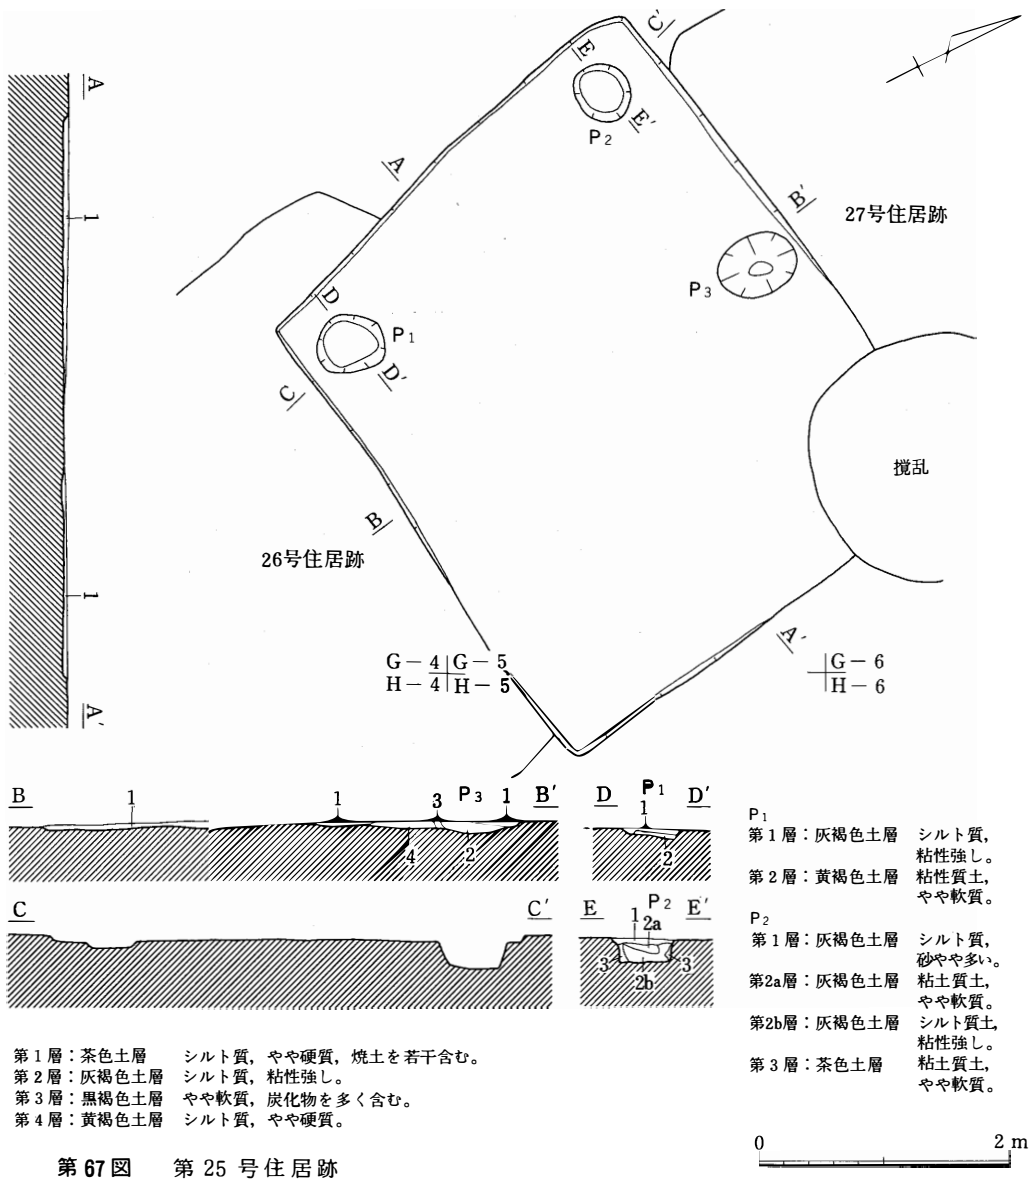 A
1
1
A′
C′
E
E′
P2
A
B′
27号住居跡
P3
D
P1
D′
C
撹乱
B
26号住居跡
A′
G－4 G－5
H－4 H－5
G－6
H－6
B 1 1 3 P3 1 B′
4 2
D P1 D′
1
2
C C′
E P2 E′
1 2a
3 3
2b
P1
第1層：灰褐色土層 シルト質，
粘性強し。
第2層：黄褐色土層 粘性質土，
やや軟質。
P2
第1層：灰褐色土層 シルト質，
砂やや多い。
第2a層：灰褐色土層 粘土質土，
やや軟質。
第2b層：灰褐色土層 シルト質土，
粘性強し。
第3層：茶色土層 粘土質土，
やや軟質。
第1層：茶色土層 シルト質，やや硬質，焼土を若干含む。
第2層：灰褐色土層 シルト質，粘性強し。
第3層：黒褐色土層 やや軟質，炭化物を多く含む。
第4層：黄褐色土層 シルト質，やや硬質。
0 2 m
第67図 第25号住居跡